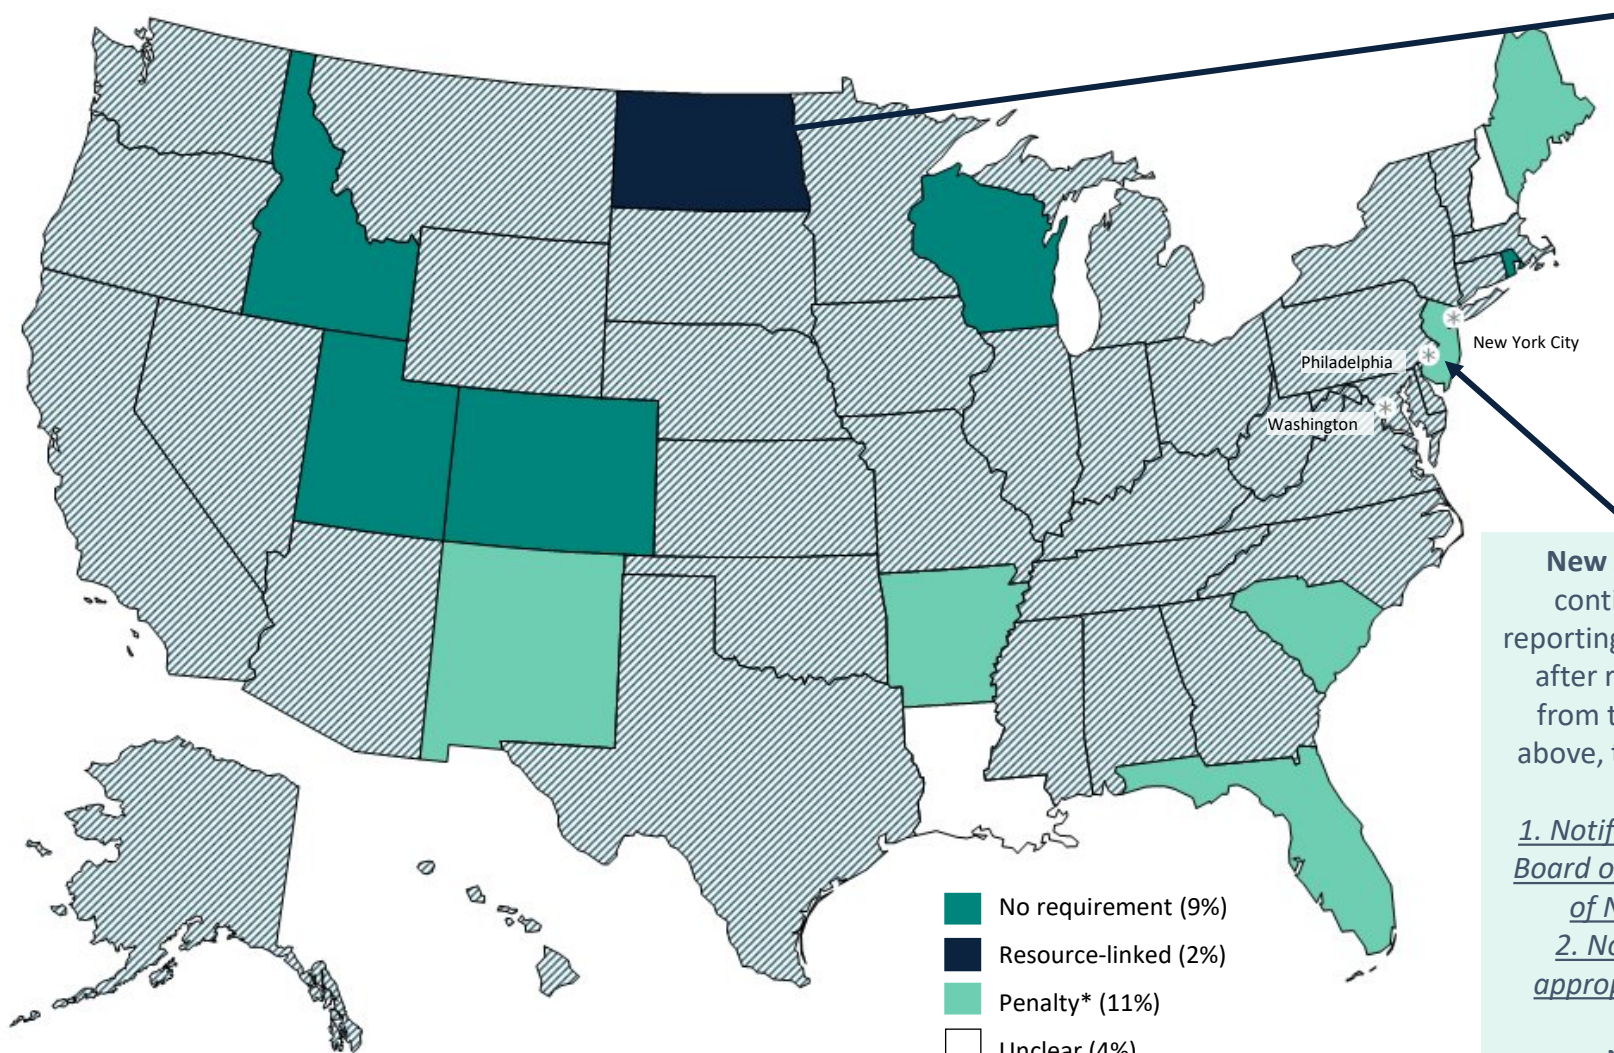 New York City
Philadelphia
Washington
New
conti
reporting
after r
from t
above, t
1. Notif
Board o
of N
2. No
approp
No requirement (9%)
Resource-linked (2%)
Penalty* (11%)
Unclear (4%)